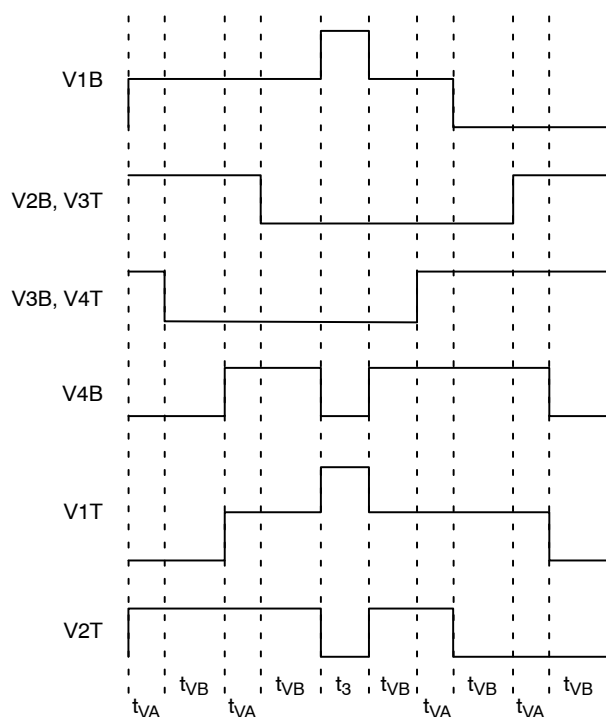 V1B
V2B, V3T
V3B, V4T
V4B
V1T
V2T
tVB tVB t3 tVB tVB tVB
tVA tVA tVA tVA